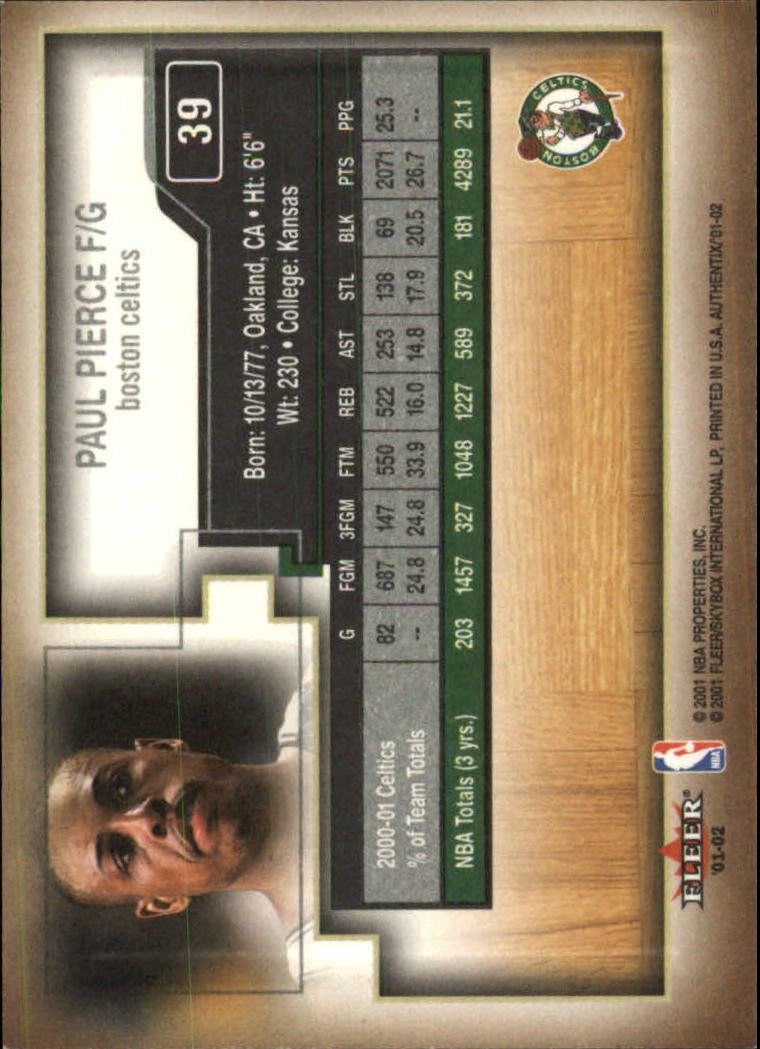 39
PAUL PIERCE F/G
boston celtics
Born: 10/13/77, Oakland, CA • Ht: 6'6"
Wt: 230 • College: Kansas
G FGM 3FGM FTM REB AST STL BLK PTS PPG
2000-01 Celtics 82 687 147 550 522 253 138 69 2071 25.3
% of Team Totals -- 24.8 24.8 33.9 16.0 14.8 17.9 20.5 26.7 --
NBA Totals (3 yrs.) 203 1457 327 1048 1227 589 372 181 4289 21.1
CELTICS
BOSTON
FLEER®
'01-02
NBA
© 2001 NBA PROPERTIES, INC.
© 2001 FLEER/SKYBOX INTERNATIONAL LP. PRINTED IN U.S.A. AUTHENTIX/'01-02